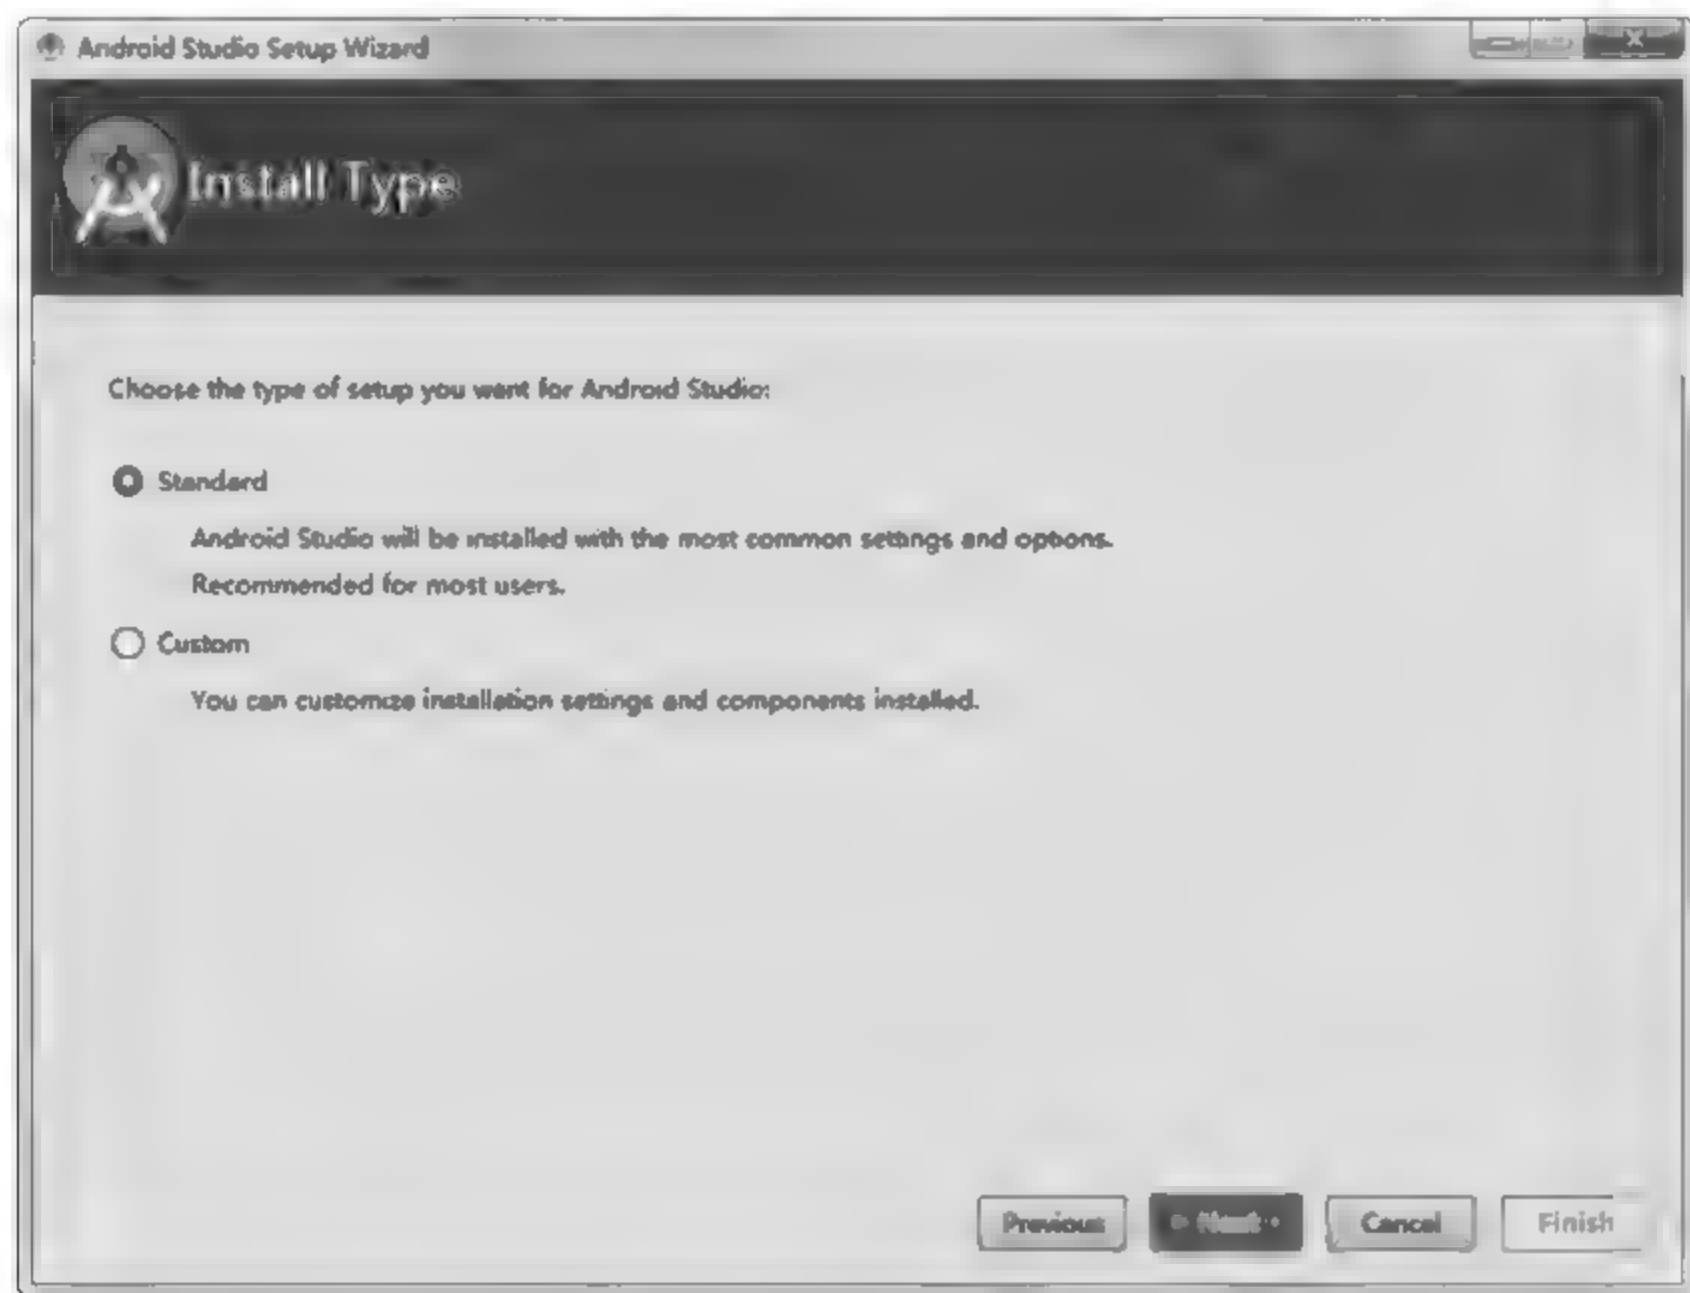 Android Studio Setup Wizard
Install Type
Choose the type of setup you want for Android Studio:
Standard
Android Studio will be installed with the most common settings and options.
Recommended for most users.
Custom
You can customize installation settings and components installed.
Previous Next Cancel Finish